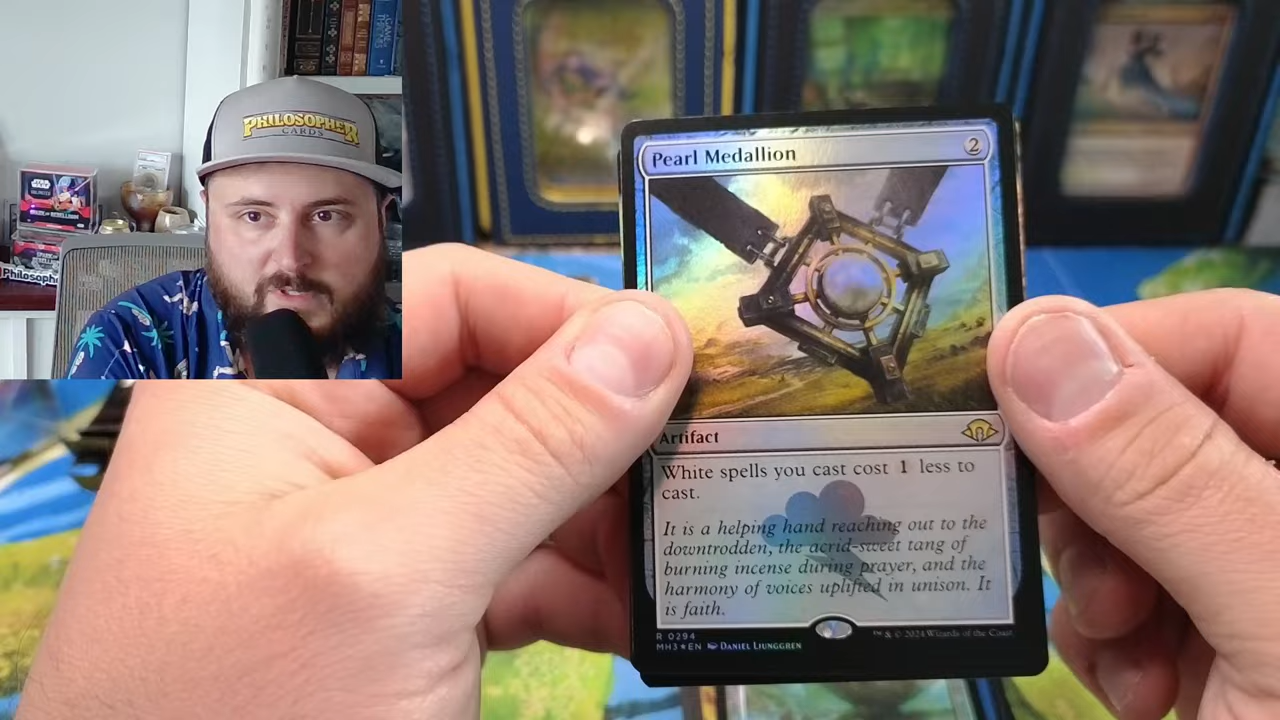 PHILOSOPHER
CARDS
Pearl Medallion
2
Artifact
White spells you cast cost 1 less to
cast.
It is a helping hand reaching out to the
downtrodden, the acrid-sweet tang of
burning incense during prayer, and the
harmony of voices uplifted in unison. It
is faith.
R 0294
MH3★EN DANIEL LJUNGGREN
™ & © 2024 Wizards of the Coast